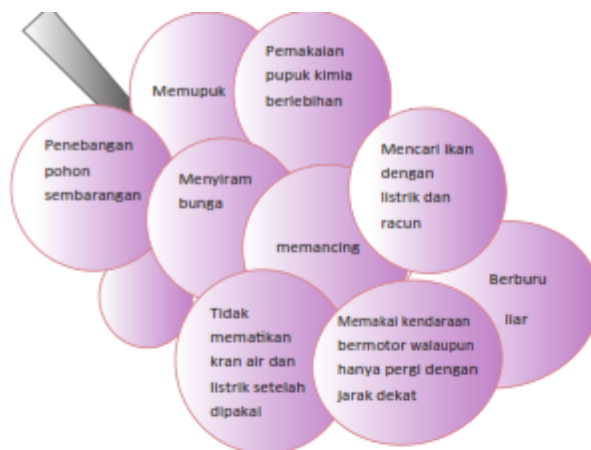 Memupuk
Pemakaian
pupuk kimia
berlebihan
Penebangan
pohon
sembarangan
Menyiram
bunga
Mencari ikan
dengan
listrik dan
racun
memancing
Berburu
liar
Tidak
mematikan
kran air dan
listrik setelah
dipakai
Memakai kendaraan
bermotor walaupun
hanya pergi dengan
jarak dekat